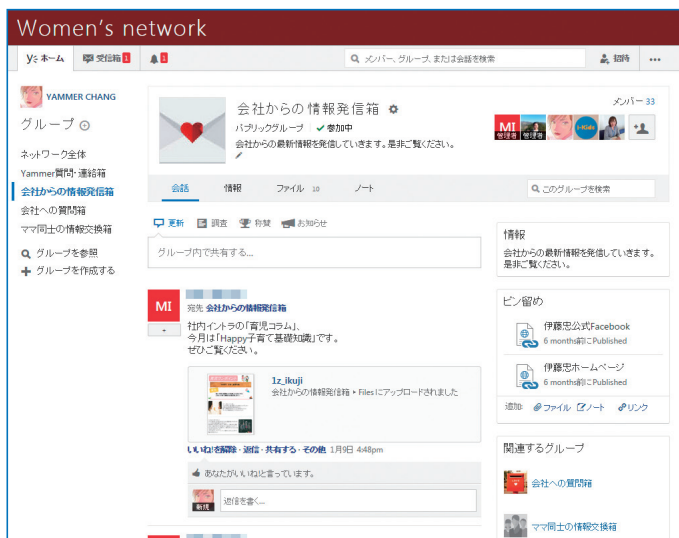 Women's network
ホーム 受信箱 1 1 メンバー、グループ、または会話を検索 招待 •••
YAMMER CHANG
グループ
ネットワーク全体
Yammer質問・連絡箱
会社からの情報発信箱
会社への質問箱
ママ同士の情報交換箱
グループを参照
グループを作成する
会社からの情報発信箱
パブリックグループ 参加中
会社からの最新情報を発信していきます。是非ご覧ください。
メンバー 33
MI
管理者 管理者 i-Kids
会話 情報 ファイル 10 ノート このグループを検索
更新 調査 称賛 お知らせ
グループ内で共有する...
MI
宛先 会社からの情報発信箱
社内イントラの「育児コラム」、
今月は「Happy子育て基礎知識」です。
ぜひご覧ください。
1z_ikuji
会社からの情報発信箱 ▸ Filesにアップロードされました
いいね!を解除 · 返信 · 共有する · その他 1月9日 4:48pm
あなたがいいね!と言っています。
新規 返信を書く...
情報
会社からの最新情報を発信していきます。
是非ご覧ください。
ピン留め
伊藤忠公式Facebook
6 months前にPublished
伊藤忠ホームページ
6 months前にPublished
追加: ファイル ノート リンク
関連するグループ
会社への質問箱
ママ同士の情報交換箱